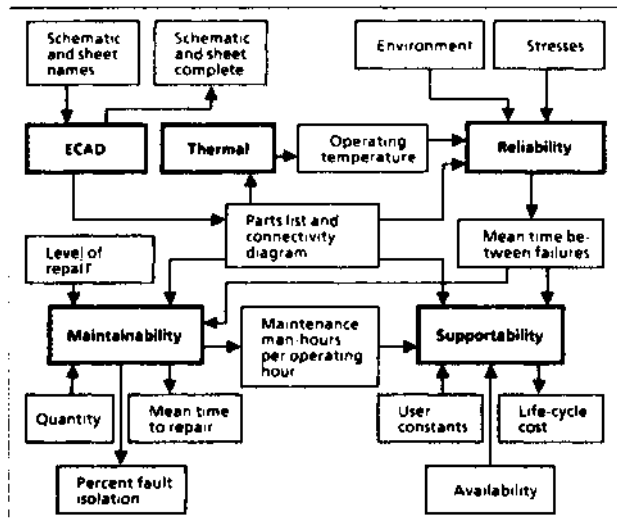 Schematic
and sheet
names
Schematic
and sheet
complete
Environment
Stresses
ECAD
Thermal
Operating
temperature
Reliability
Parts list and
connectivity
diagram
Level of
repair
Mean time be-
tween failures
Maintainability
Maintenance
man-hours
per operating
hour
Supportability
Quantity
Mean time
to repair
User
constants
Life-cycle
cost
Percent fault
isolation
Availability